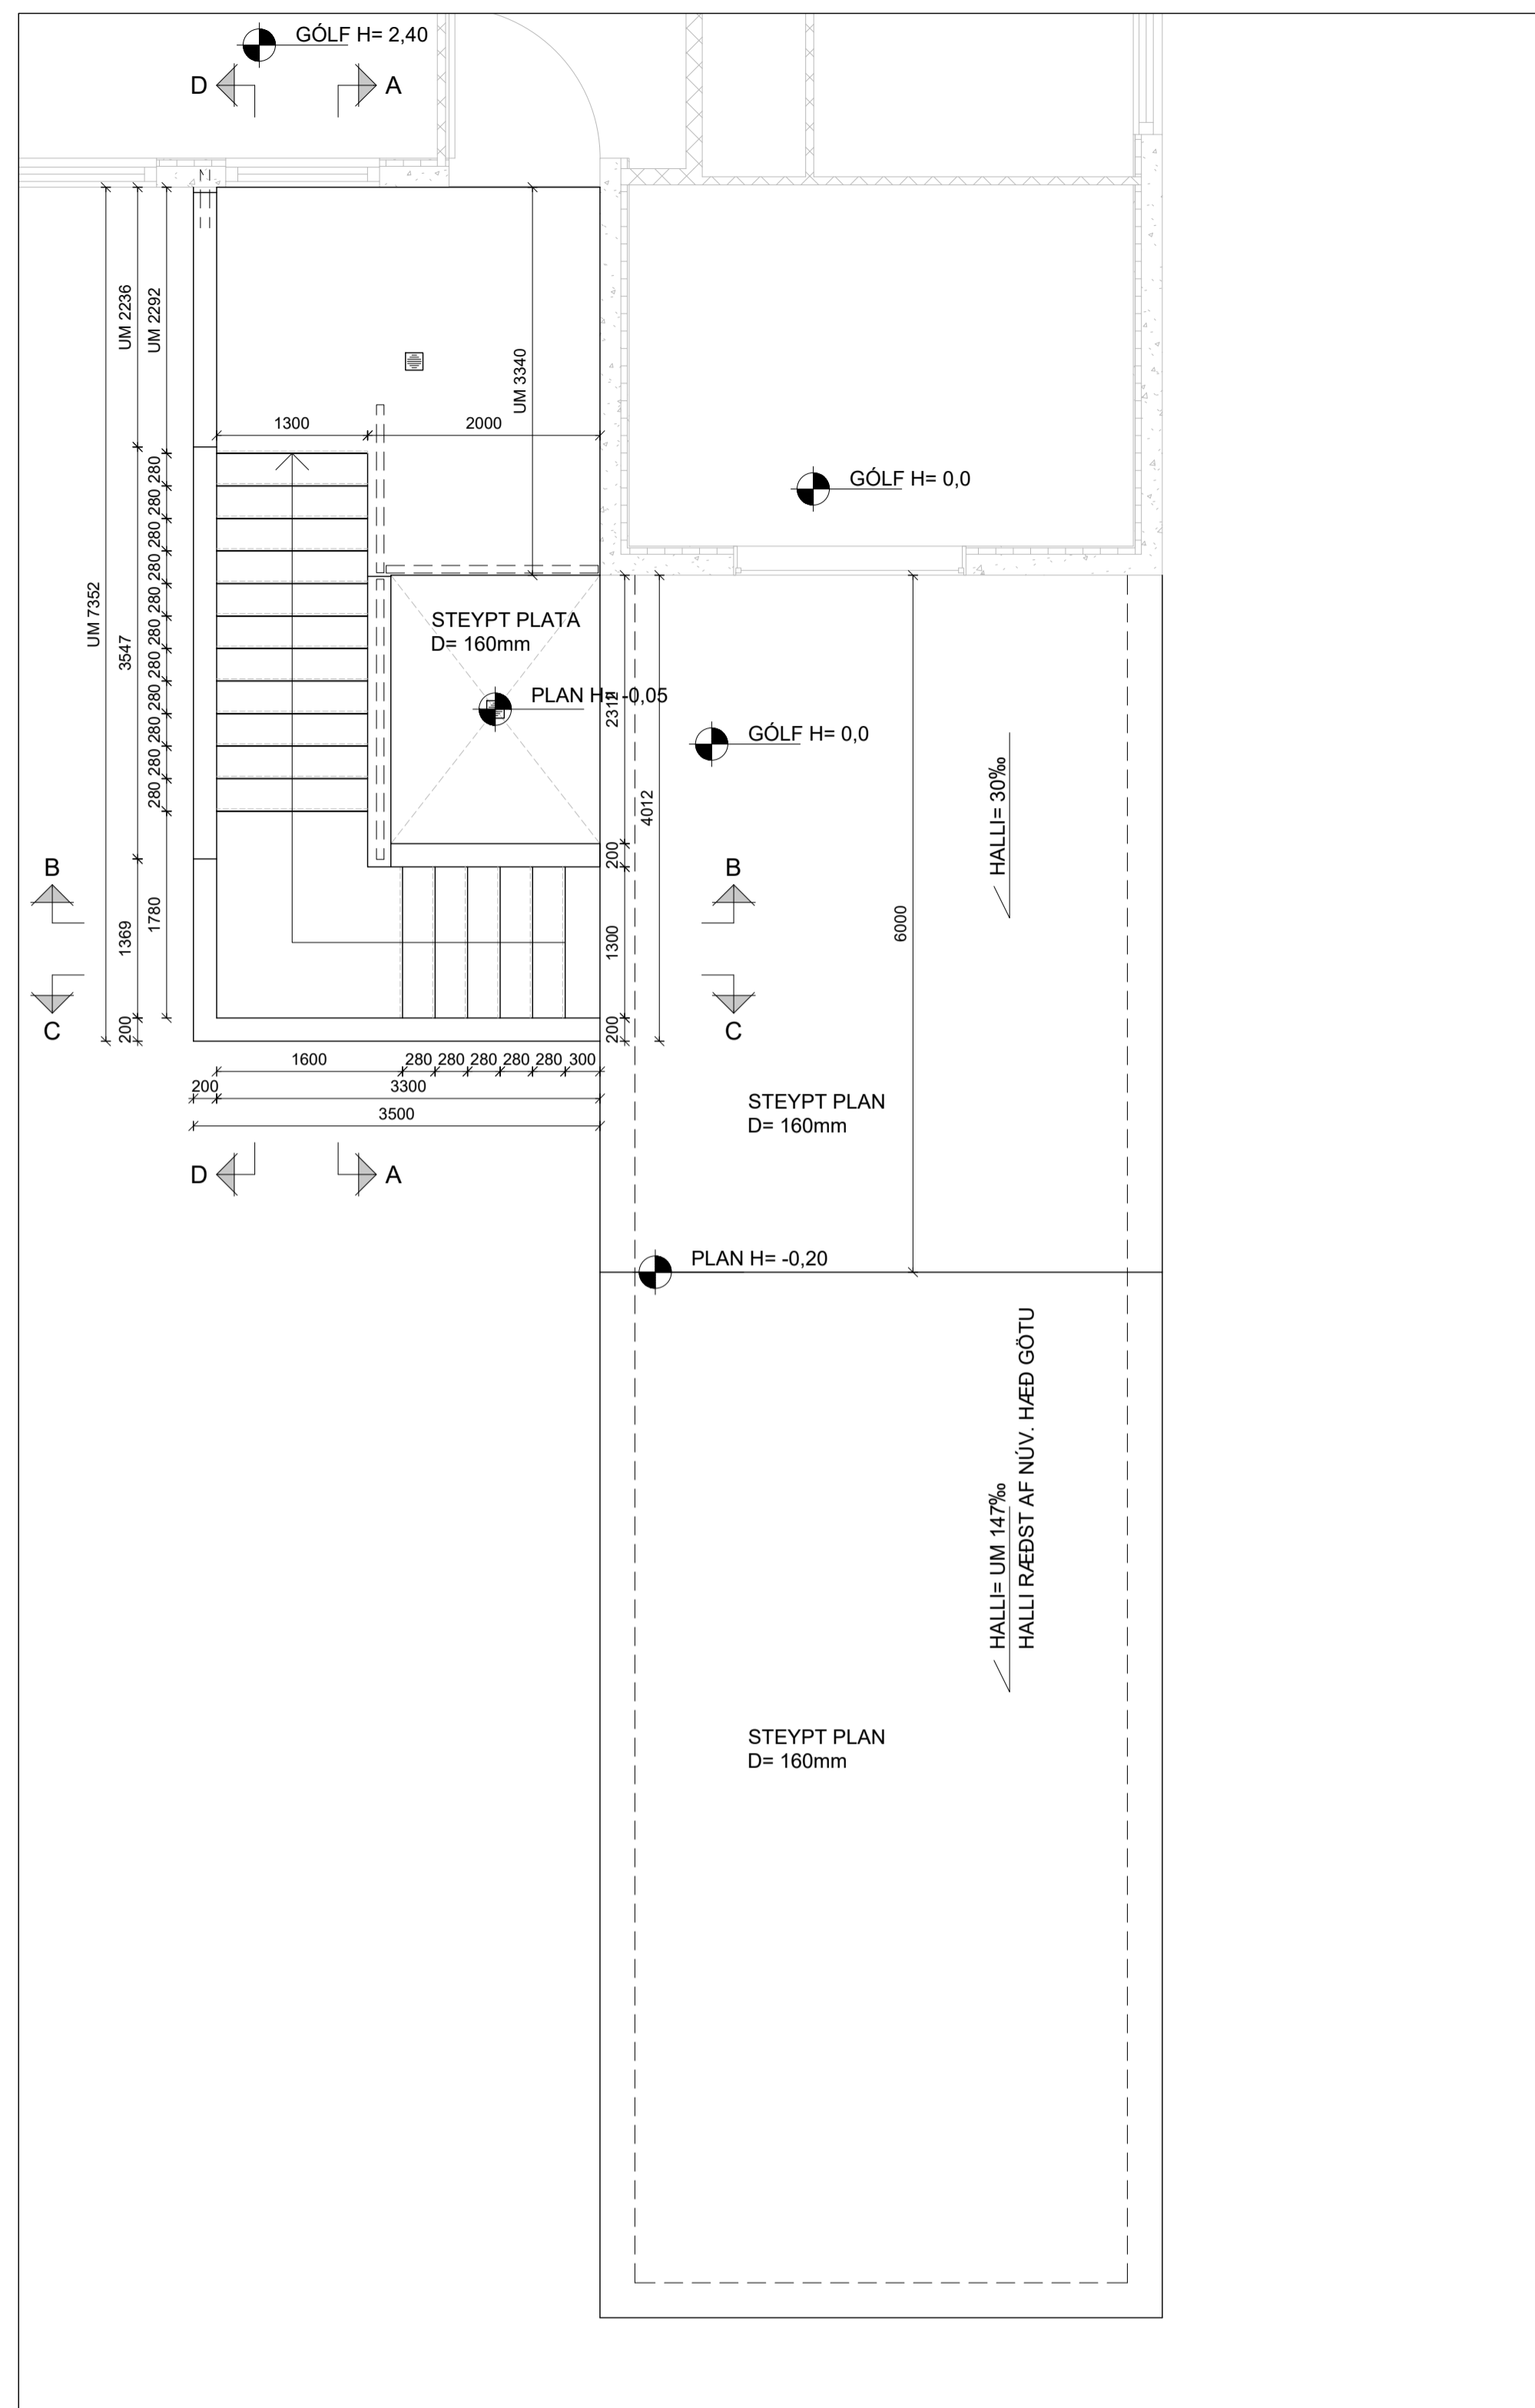 GÓLF H= 2,40
D
A
UM 2236
UM 2292
UM 3340
1300
2000
GÓLF H= 0,0
280
280
280
280
280
280
280
280
280
280
280
UM 7352
3547
STEYPT PLATA
D= 160mm
PLAN H= -0,05
2312
GÓLF H= 0,0
HALLI= 30‰
4012
B
200
B
1369
1780
1300
6000
C
200
200
C
1600
280
280
280
280
280
300
200
3300
3500
STEYPT PLAN
D= 160mm
D
A
PLAN H= -0,20
HALLI= UM 147‰
HALLI RÆÐST AF NÚV. HÆÐ GÖTU
STEYPT PLAN
D= 160mm